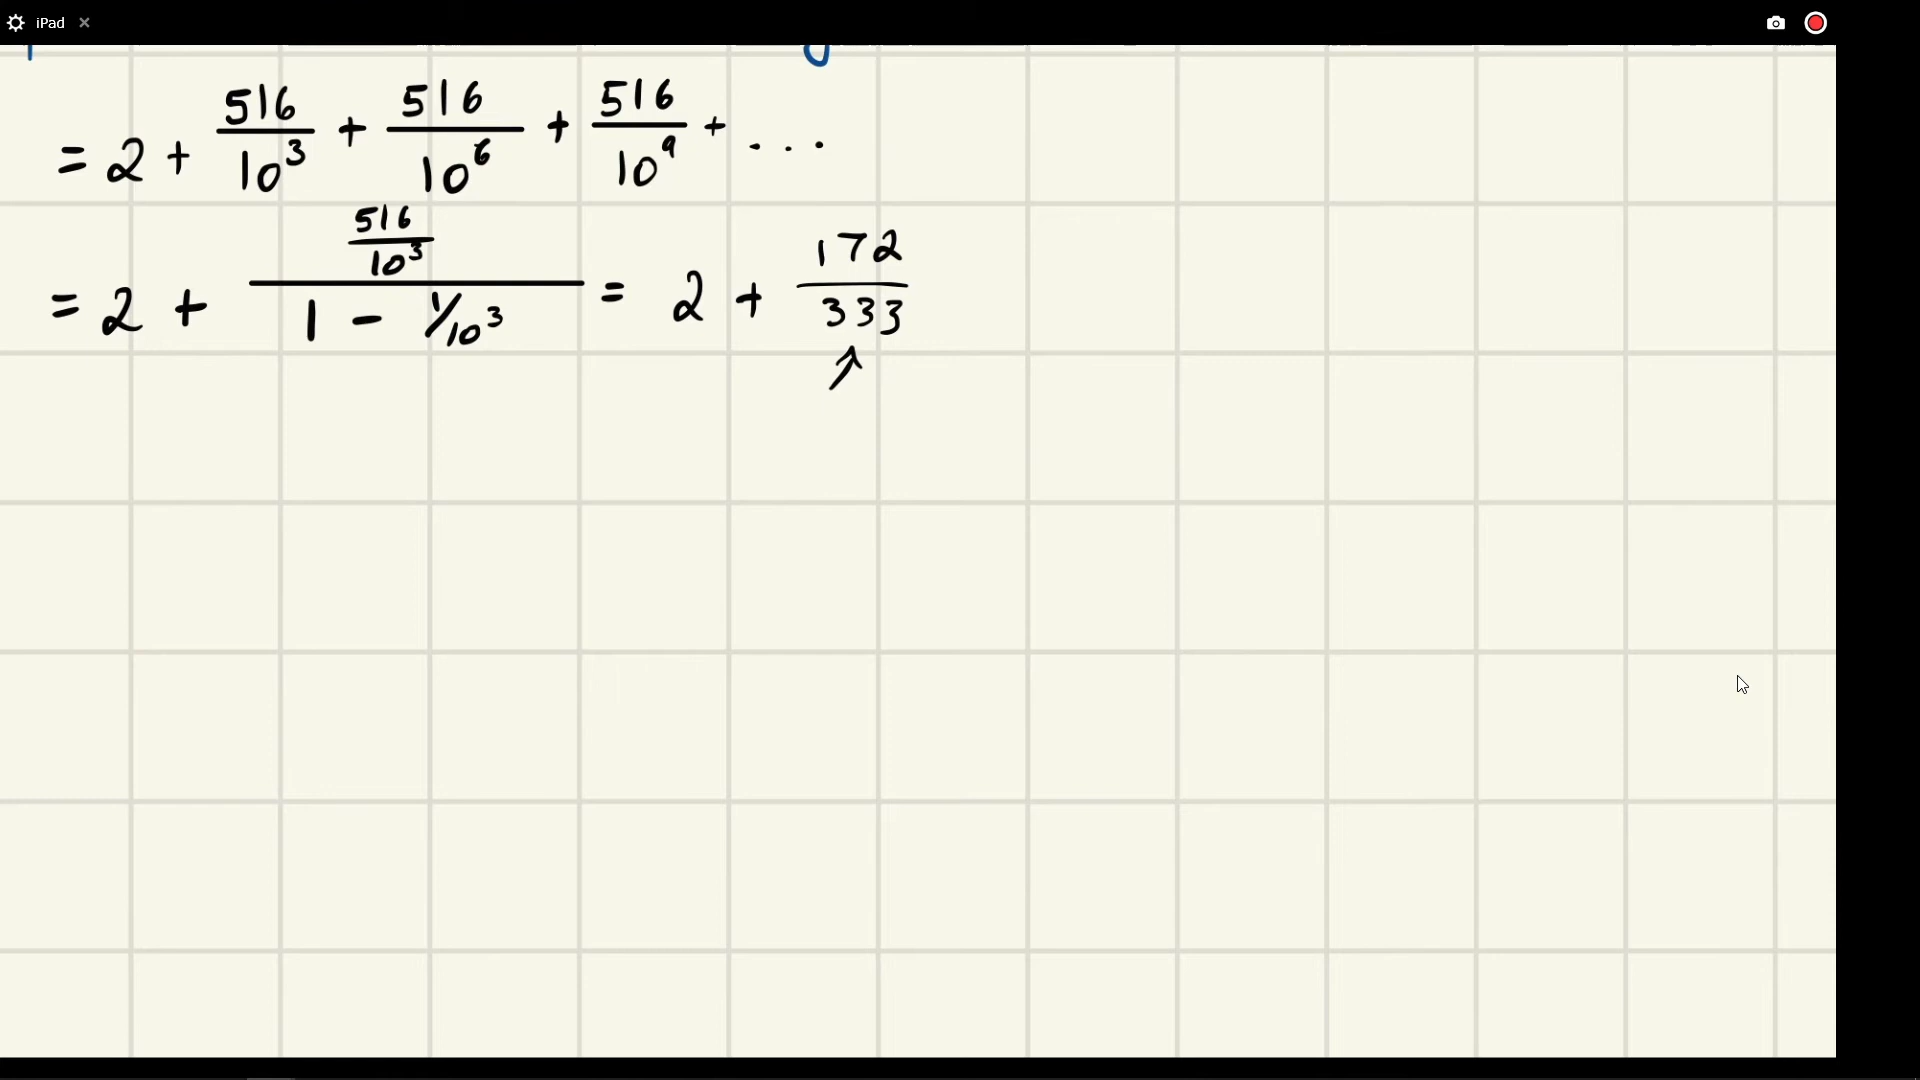 iPad
= 2 + 516/10³ + 516/10⁶ + 516/10⁹ + ...
= 2 + (516/10³)/(1 - 1/10³) = 2 + 172/333
↗